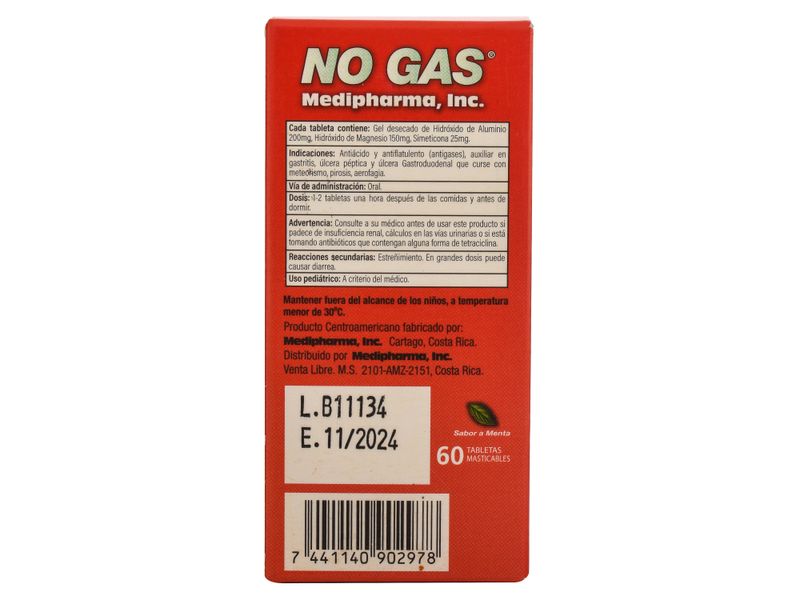 NO GAS®
Medipharma, Inc.
Cada tableta contiene: Gel desecado de Hidróxido de Aluminio
200mg, Hidróxido de Magnesio 150mg, Simeticona 25mg.
Indicaciones: Antiácido y antiflatulento (antigases), auxiliar en
gastritis, úlcera péptica y úlcera Gastroduodenal que curse con
meteorismo, pirosis, aerofagia.
Vía de administración: Oral.
Dosis: 1-2 tabletas una hora después de las comidas y antes de
dormir.
Advertencia: Consulte a su médico antes de usar este producto si
padece de insuficiencia renal, cálculos en las vías urinarias o si está
tomando antibióticos que contengan alguna forma de tetraciclina.
Reacciones secundarias: Estreñimiento. En grandes dosis puede
causar diarrea.
Uso pediátrico: A criterio del médico.
Mantener fuera del alcance de los niños, a temperatura
menor de 30ºC.
Producto Centroamericano fabricado por:
Medipharma, Inc. Cartago, Costa Rica.
Distribuido por Medipharma, Inc.
Venta Libre. M.S. 2101-AMZ-2151, Costa Rica.
L.B11134
E.11/2024
Sabor a Menta
60 TABLETAS
MASTICABLES
7 441140 902978